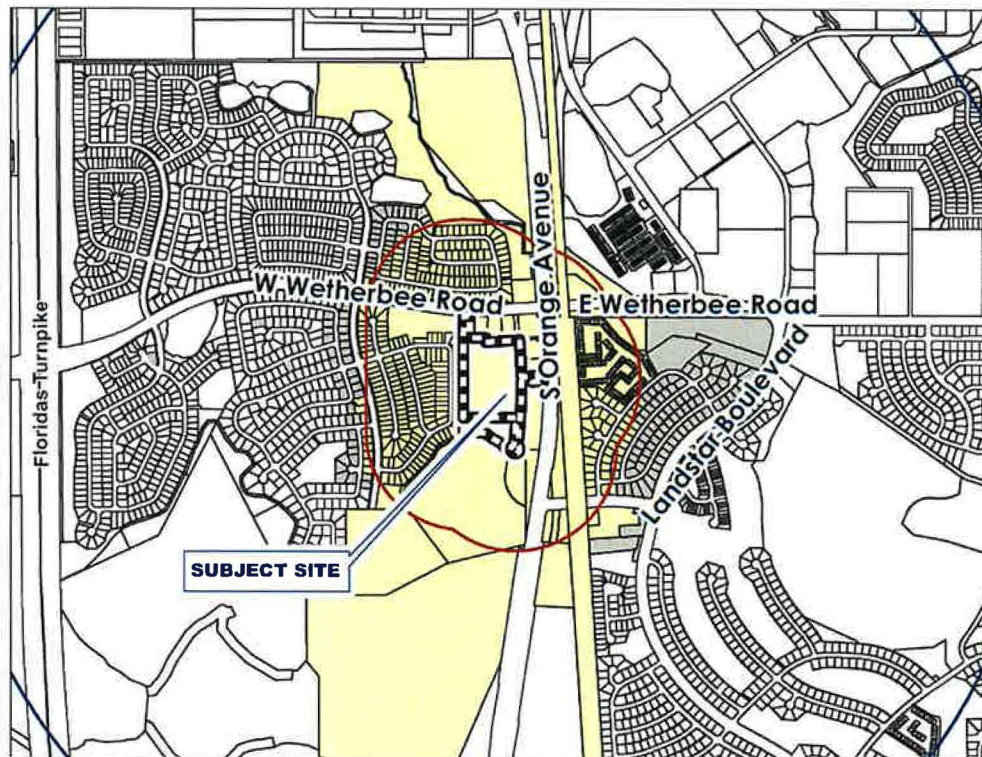 S Orange Avenue
W Wetherbee Road
E Wetherbee Road
Floridas Turnpike
Landstar Boulevard
SUBJECT SITE